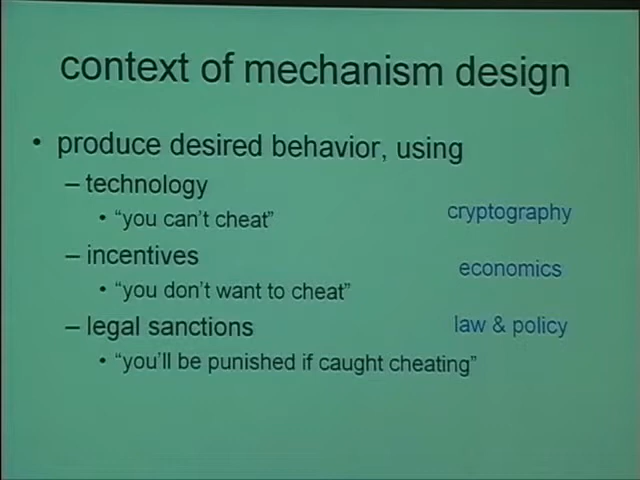 context of mechanism design
• produce desired behavior, using
– technology
• “you can’t cheat”
cryptography
– incentives
economics
• “you don’t want to cheat”
– legal sanctions
law & policy
• “you’ll be punished if caught cheating”